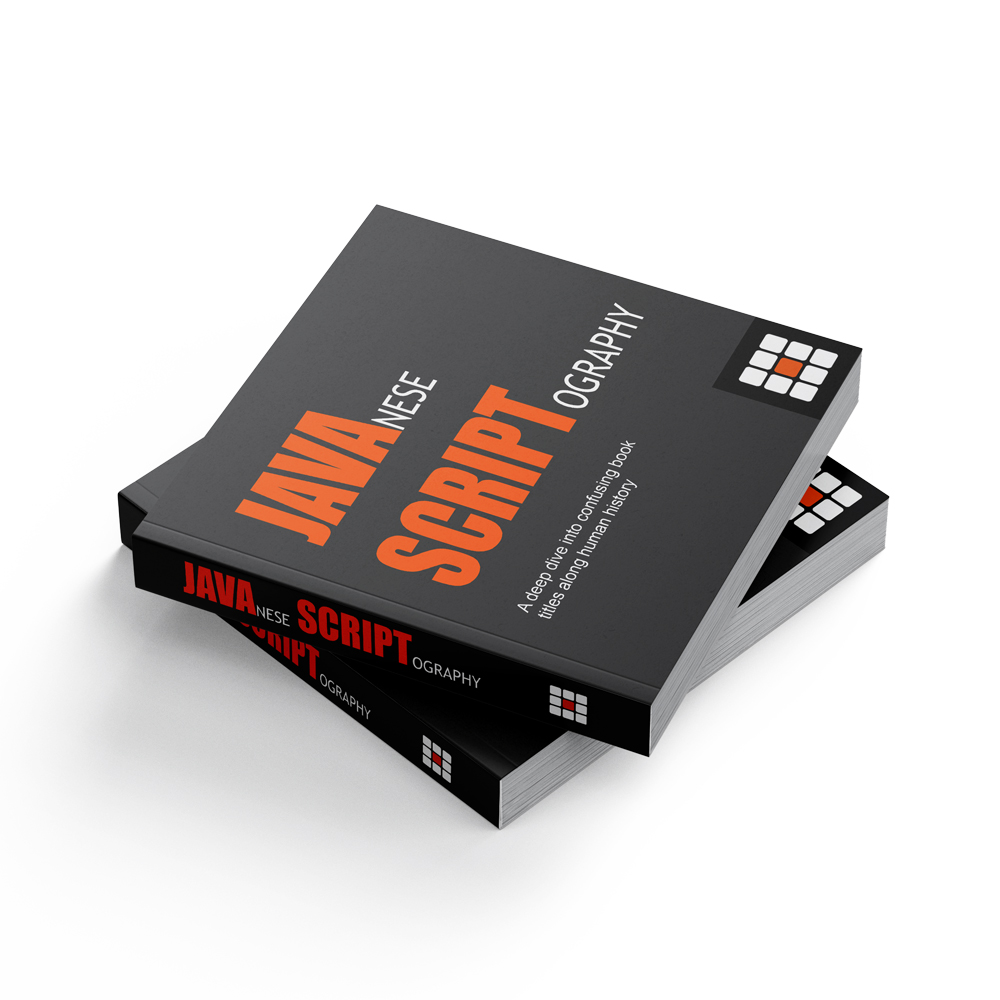 JAVANESE
SCRIPTOGRAPHY
A deep dive into confusing book
titles along human history
JAVANESE SCRIPTOGRAPHY
SCRIPTOGRAPHY